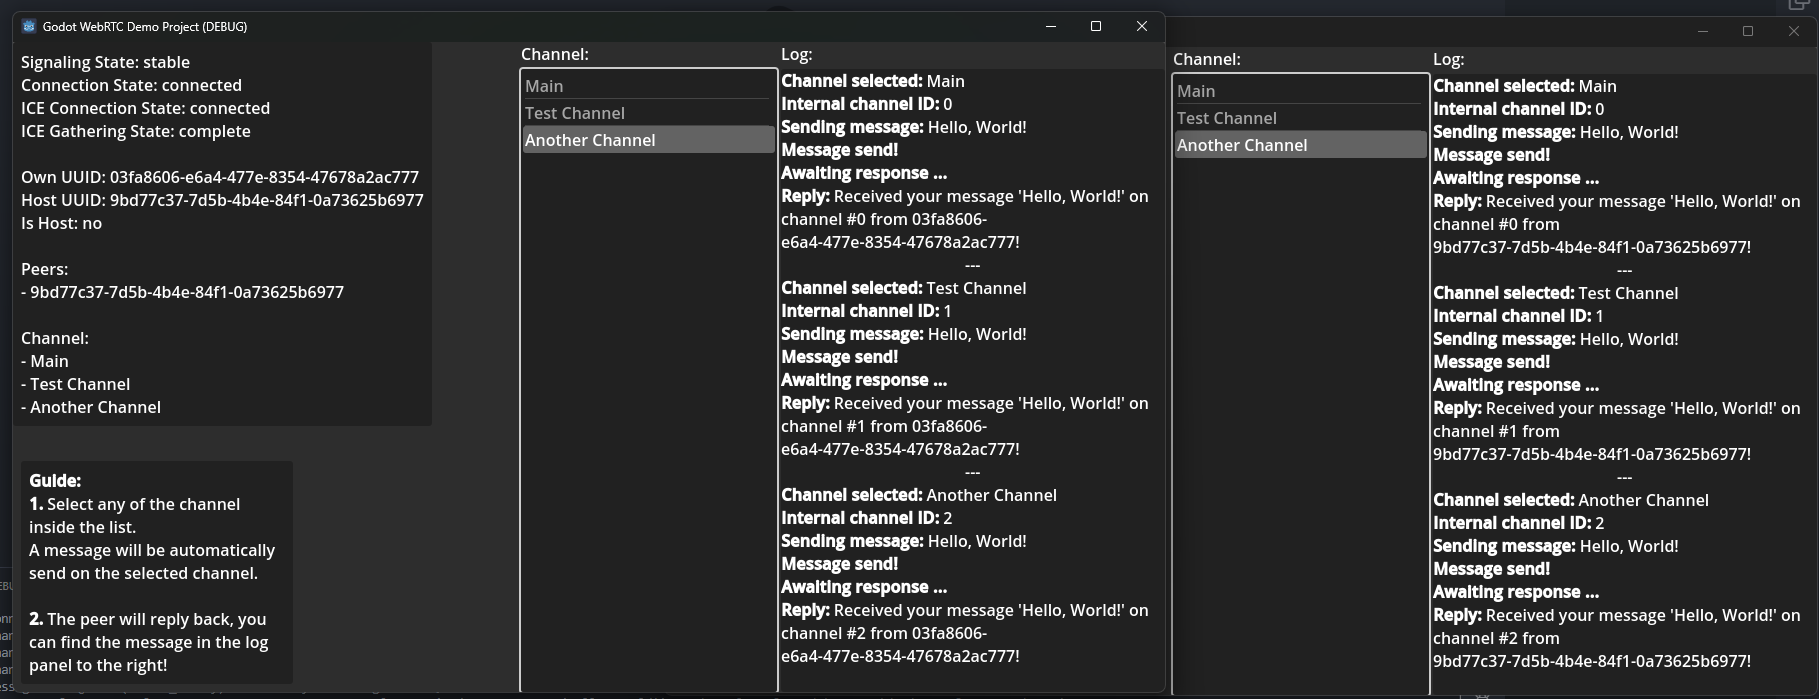 Godot WebRTC Demo Project (DEBUG)
Signaling State: stable
Connection State: connected
ICE Connection State: connected
ICE Gathering State: complete
Own UUID: 03fa8606-e6a4-477e-8354-47678a2ac777
Host UUID: 9bd77c37-7d5b-4b4e-84f1-0a73625b6977
Is Host: no
Peers:
- 9bd77c37-7d5b-4b4e-84f1-0a73625b6977
Channel:
- Main
- Test Channel
- Another Channel
Guide:
1. Select any of the channel
inside the list.
A message will be automatically
send on the selected channel.
2. The peer will reply back, you
can find the message in the log
panel to the right!
Channel:
Main
Test Channel
Another Channel
Log:
Channel selected: Main
Internal channel ID: 0
Sending message: Hello, World!
Message send!
Awaiting response ...
Reply: Received your message 'Hello, World!' on
channel #0 from 03fa8606-
e6a4-477e-8354-47678a2ac777!
---
Channel selected: Test Channel
Internal channel ID: 1
Sending message: Hello, World!
Message send!
Awaiting response ...
Reply: Received your message 'Hello, World!' on
channel #1 from 03fa8606-
e6a4-477e-8354-47678a2ac777!
---
Channel selected: Another Channel
Internal channel ID: 2
Sending message: Hello, World!
Message send!
Awaiting response ...
Reply: Received your message 'Hello, World!' on
channel #2 from 03fa8606-
e6a4-477e-8354-47678a2ac777!
Channel:
Main
Test Channel
Another Channel
Log:
Channel selected: Main
Internal channel ID: 0
Sending message: Hello, World!
Message send!
Awaiting response ...
Reply: Received your message 'Hello, World!' on
channel #0 from
9bd77c37-7d5b-4b4e-84f1-0a73625b6977!
---
Channel selected: Test Channel
Internal channel ID: 1
Sending message: Hello, World!
Message send!
Awaiting response ...
Reply: Received your message 'Hello, World!' on
channel #1 from
9bd77c37-7d5b-4b4e-84f1-0a73625b6977!
---
Channel selected: Another Channel
Internal channel ID: 2
Sending message: Hello, World!
Message send!
Awaiting response ...
Reply: Received your message 'Hello, World!' on
channel #2 from
9bd77c37-7d5b-4b4e-84f1-0a73625b6977!